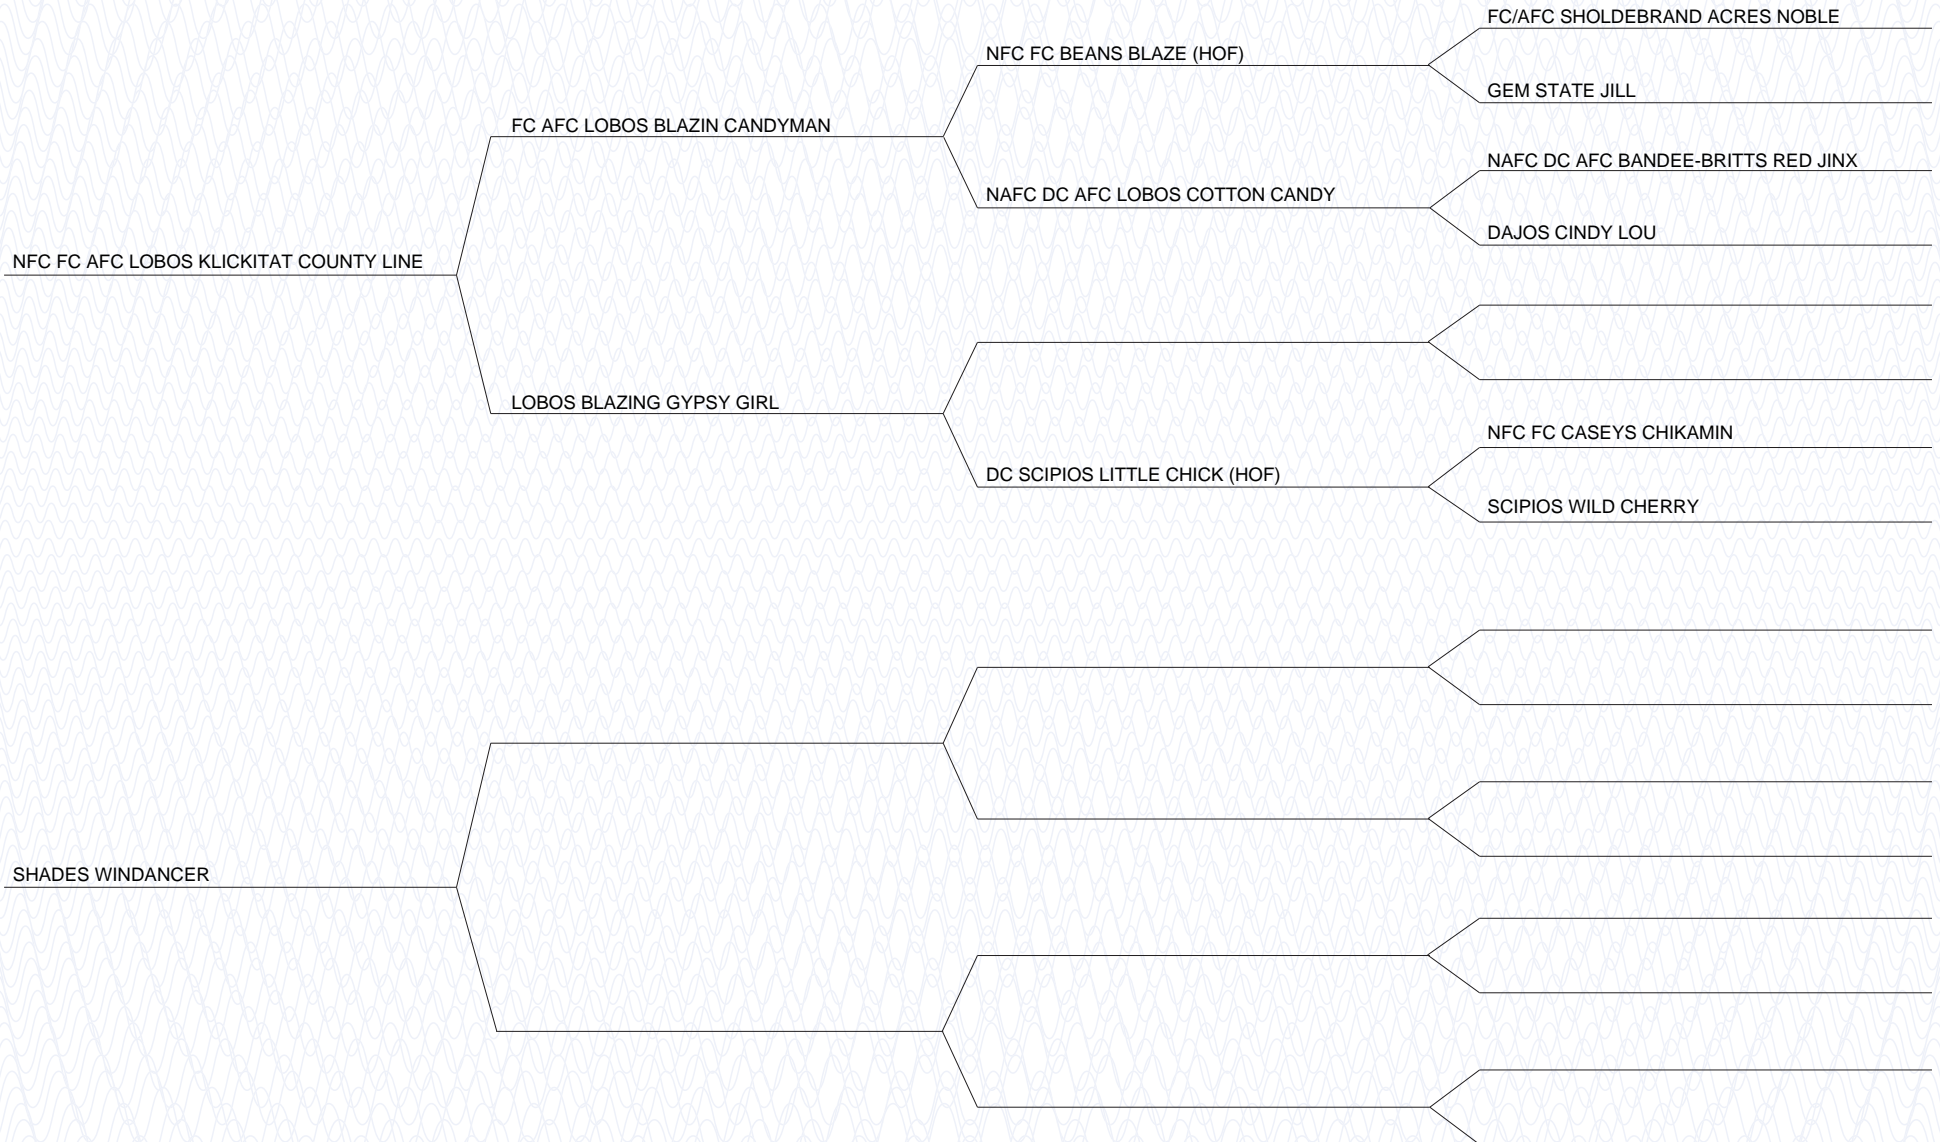 FC/AFC SHOLDEBRAND ACRES NOBLE
NFC FC BEANS BLAZE (HOF)
GEM STATE JILL
FC AFC LOBOS BLAZIN CANDYMAN
NAFC DC AFC BANDEE-BRITTS RED JINX
NAFC DC AFC LOBOS COTTON CANDY
DAJOS CINDY LOU
NFC FC AFC LOBOS KLICKITAT COUNTY LINE
LOBOS BLAZING GYPSY GIRL
NFC FC CASEYS CHIKAMIN
DC SCIPIOS LITTLE CHICK (HOF)
SCIPIOS WILD CHERRY
SHADES WINDANCER